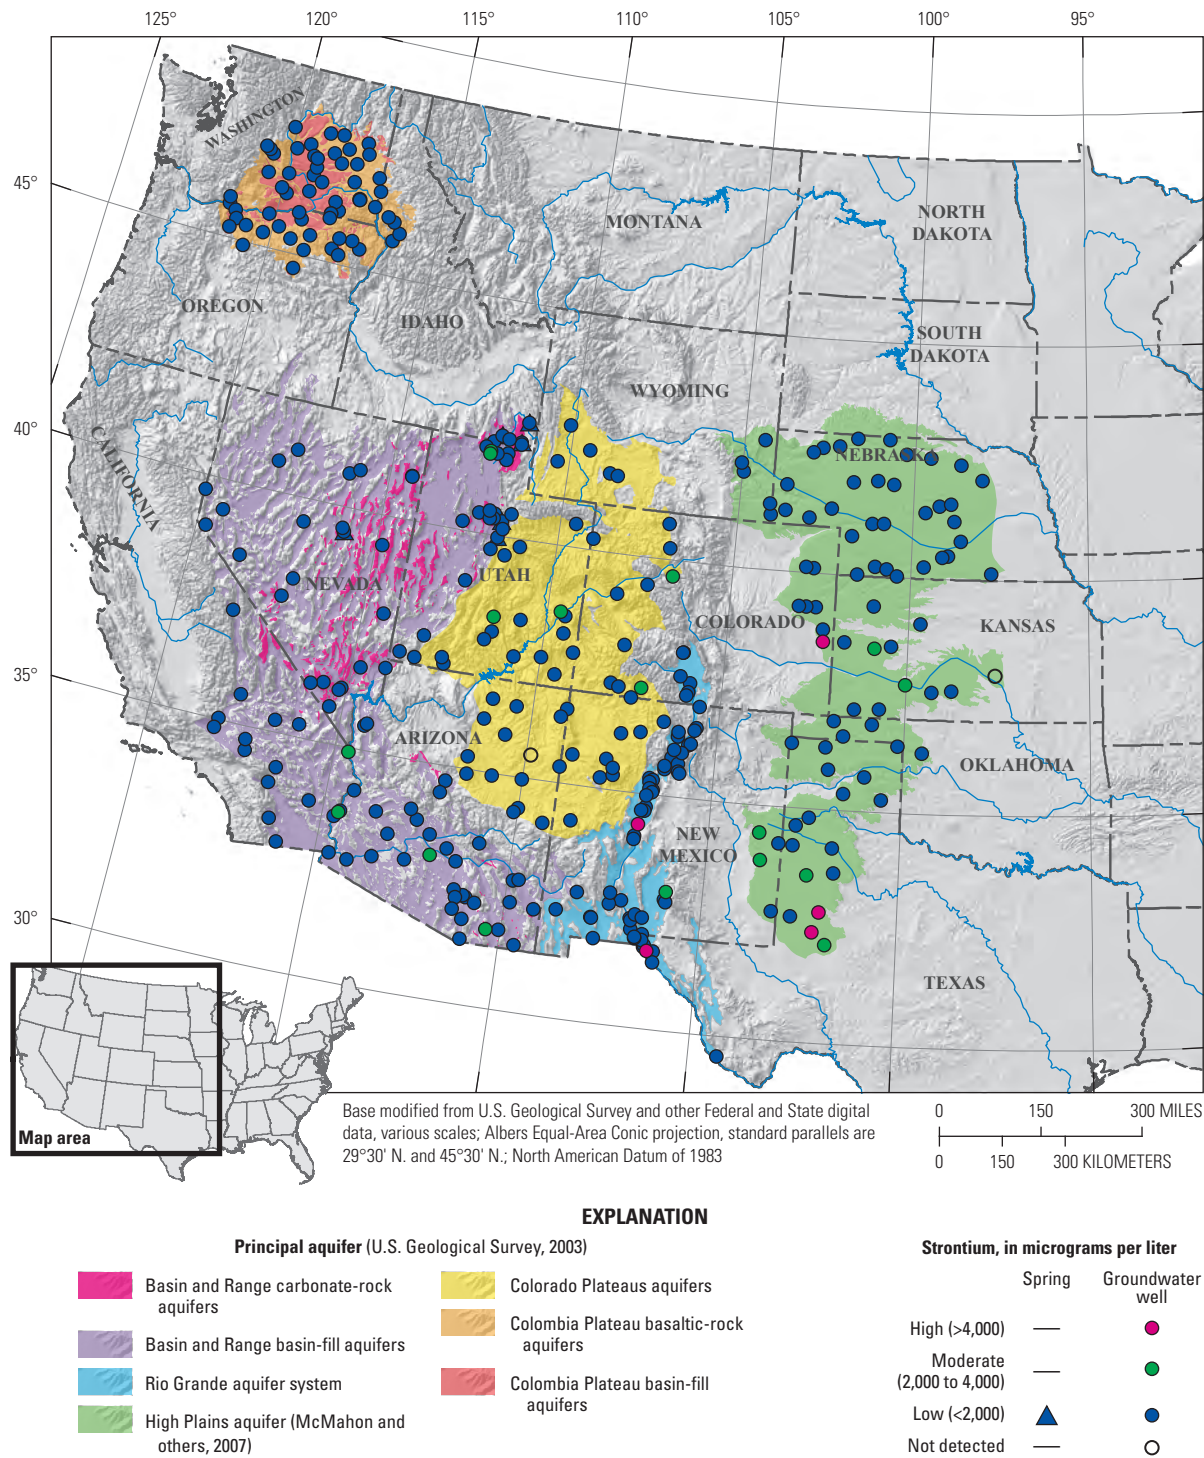 125°
120°
115°
110°
105°
100°
95°
45°
40°
35°
30°
WASHINGTON
MONTANA
NORTH
DAKOTA
OREGON
IDAHO
SOUTH
DAKOTA
WYOMING
CALIFORNIA
NEBRASKA
NEVADA
UTAH
COLORADO
KANSAS
ARIZONA
OKLAHOMA
NEW
MEXICO
TEXAS
120°
115°
110°
105°
100°
95°
Map area
Base modified from U.S. Geological Survey and other Federal and State digital
data, various scales; Albers Equal-Area Conic projection, standard parallels are
29°30' N. and 45°30' N.; North American Datum of 1983
0 150 300 MILES
0 150 300 KILOMETERS
EXPLANATION
Principal aquifer (U.S. Geological Survey, 2003)
Basin and Range carbonate-rock
aquifers
Basin and Range basin-fill aquifers
Rio Grande aquifer system
High Plains aquifer (McMahon and
others, 2007)
Colorado Plateaus aquifers
Colombia Plateau basaltic-rock
aquifers
Colombia Plateau basin-fill
aquifers
Strontium, in micrograms per liter
Spring Groundwater
well
High (>4,000)
Moderate
(2,000 to 4,000)
Low (<2,000)
Not detected